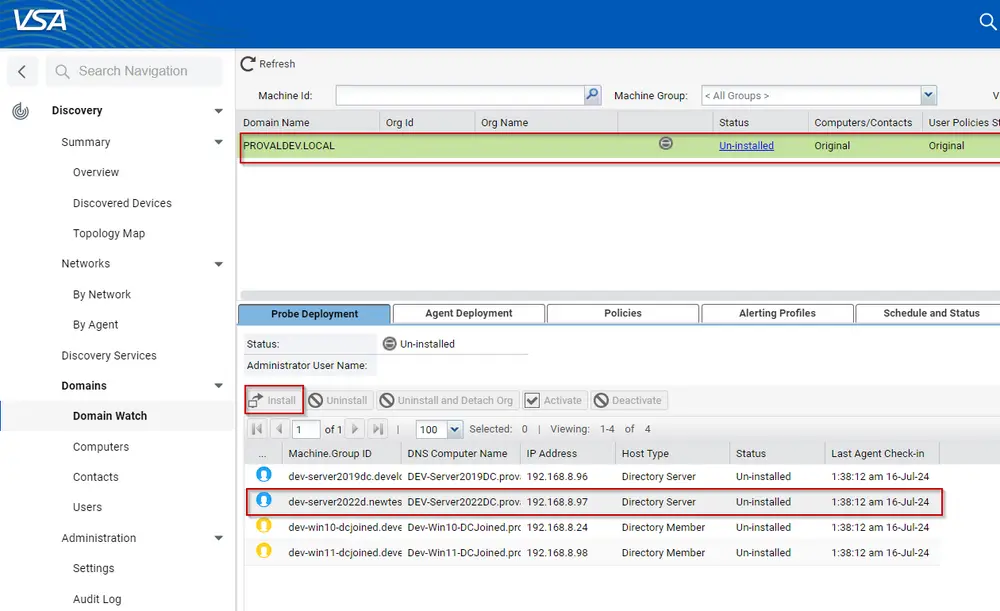 VSA
Search Navigation
Discovery
Summary
Overview
Discovered Devices
Topology Map
Networks
By Network
By Agent
Discovery Services
Domains
Domain Watch
Computers
Contacts
Users
Administration
Settings
Audit Log
Refresh
Machine Id: Machine Group: < All Groups > V
Domain Name Org Id Org Name Status Computers/Contacts User Policies St
PROVALDEV.LOCAL Un-installed Original Original
Probe Deployment Agent Deployment Policies Alerting Profiles Schedule and Status
Status: Un-installed
Administrator User Name:
Install Uninstall Uninstall and Detach Org Activate Deactivate
1 of 1 | 100 Selected: 0 | Viewing: 1-4 of 4
... Machine.Group ID DNS Computer Name IP Address Host Type Status Last Agent Check-in
dev-server2019dc.develo DEV-Server2019DC.prova 192.168.8.96 Directory Server Un-installed 1:38:12 am 16-Jul-24
dev-server2022d.newtes DEV-Server2022DC.prova 192.168.8.97 Directory Server Un-installed 1:38:12 am 16-Jul-24
dev-win10-dcjoined.deve Dev-Win10-DCJoined.pro 192.168.8.24 Directory Member Un-installed 1:38:12 am 16-Jul-24
dev-win11-dcjoined.deve Dev-Win11-DCJoined.pro 192.168.8.98 Directory Member Un-installed 1:38:12 am 16-Jul-24